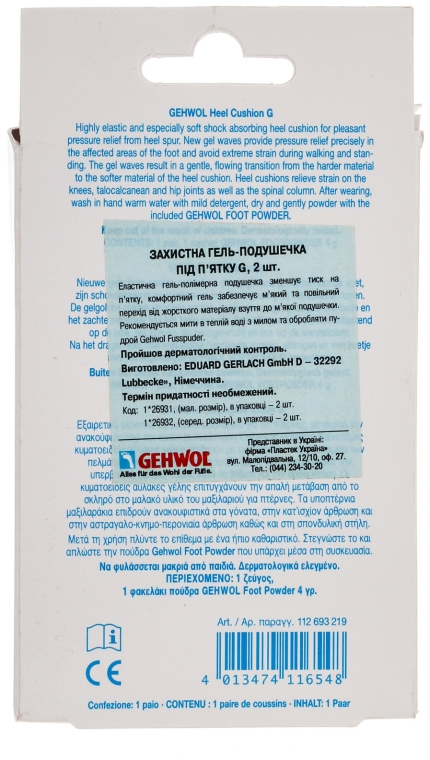 GEHWOL Heel Cushion G
Highly elastic and especially soft shock absorbing heel cushion for pleasant
pressure relief from heel spur. New gel waves provide pressure relief precisely in
the affected areas of the foot and avoid extreme strain during walking and stan-
ding. The gel waves result in a gentle, flowing transition from the harder material
to the softer material of the heel cushion. Heel cushions relieve strain on the
knees, talocalcanean and hip joints as well as the spinal column. After wearing,
wash in hand warm water with mild detergent, dry and gently powder with the
included GEHWOL FOOT POWDER.
ЗАХИСТНА ГЕЛЬ-ПОДУШЕЧКА
ПІД П'ЯТКУ G, 2 шт.
Еластична гель-полімерна подушечка зменшує тиск на
п'ятку, комфортний гель забезпечує м'який та повільний
перехід від жорсткого матеріалу взуття до м'якої подушечки.
Рекомендується мити в теплій воді з милом та обробляти пу-
дрой Gehwol Fusspuder.
Пройшов дерматологічний контроль.
Виготовлено: EDUARD GERLACH GmbH D – 32292
Lubbecke», Німеччина.
Термін придатності необмежений.
Код: 1*26931, (мал. розмір), в упаковці – 2 шт.
1*26932, (серед. розмір), в упаковці – 2 шт.
GEHWOL
Alles für das Wohl der Füße.
Представник в Україні:
фірма «Пластек Україна»
вул. Малопідвальна, 12/10, оф. 27.
Тел.: (044) 234-30-20
κυματοειδείς αύλακες γέλης επιτυγχάνουν την απαλή μετάβαση από το
σκληρό στο μαλακό υλικό του μαξιλαριού για πτέρνες. Τα υποπτέρνια
μαξιλαράκια επιδρούν ανακουφιστικά στα γόνατα, στην κατ'ισχίον άρθρωση και
στην αστραγαλο-κνημο-περονιαία άρθρωση καθώς και στη σπονδυλική στήλη.
Μετά τη χρήση πλύντε το επίθεμα με ένα ήπιο καθαριστικό. Στεγνώστε το και
απλώστε την πούδρα Gehwol Foot Powder που υπάρχει μέσα στη συσκευασία.
Να φυλάσσεται μακριά από παιδιά. Δερματολογικά ελεγμένο.
ΠΕΡΙΕΧΟΜΕΝΟ: 1 ζεύγος,
1 φακελάκι πούδρα GEHWOL Foot Powder 4 γρ.
Art. / Αρ. παραγγ. 112 693 219
CE
4 013474 116548
Confezione: 1 paio - CONTENU : 1 paire de coussins - INHALT: 1 Paar